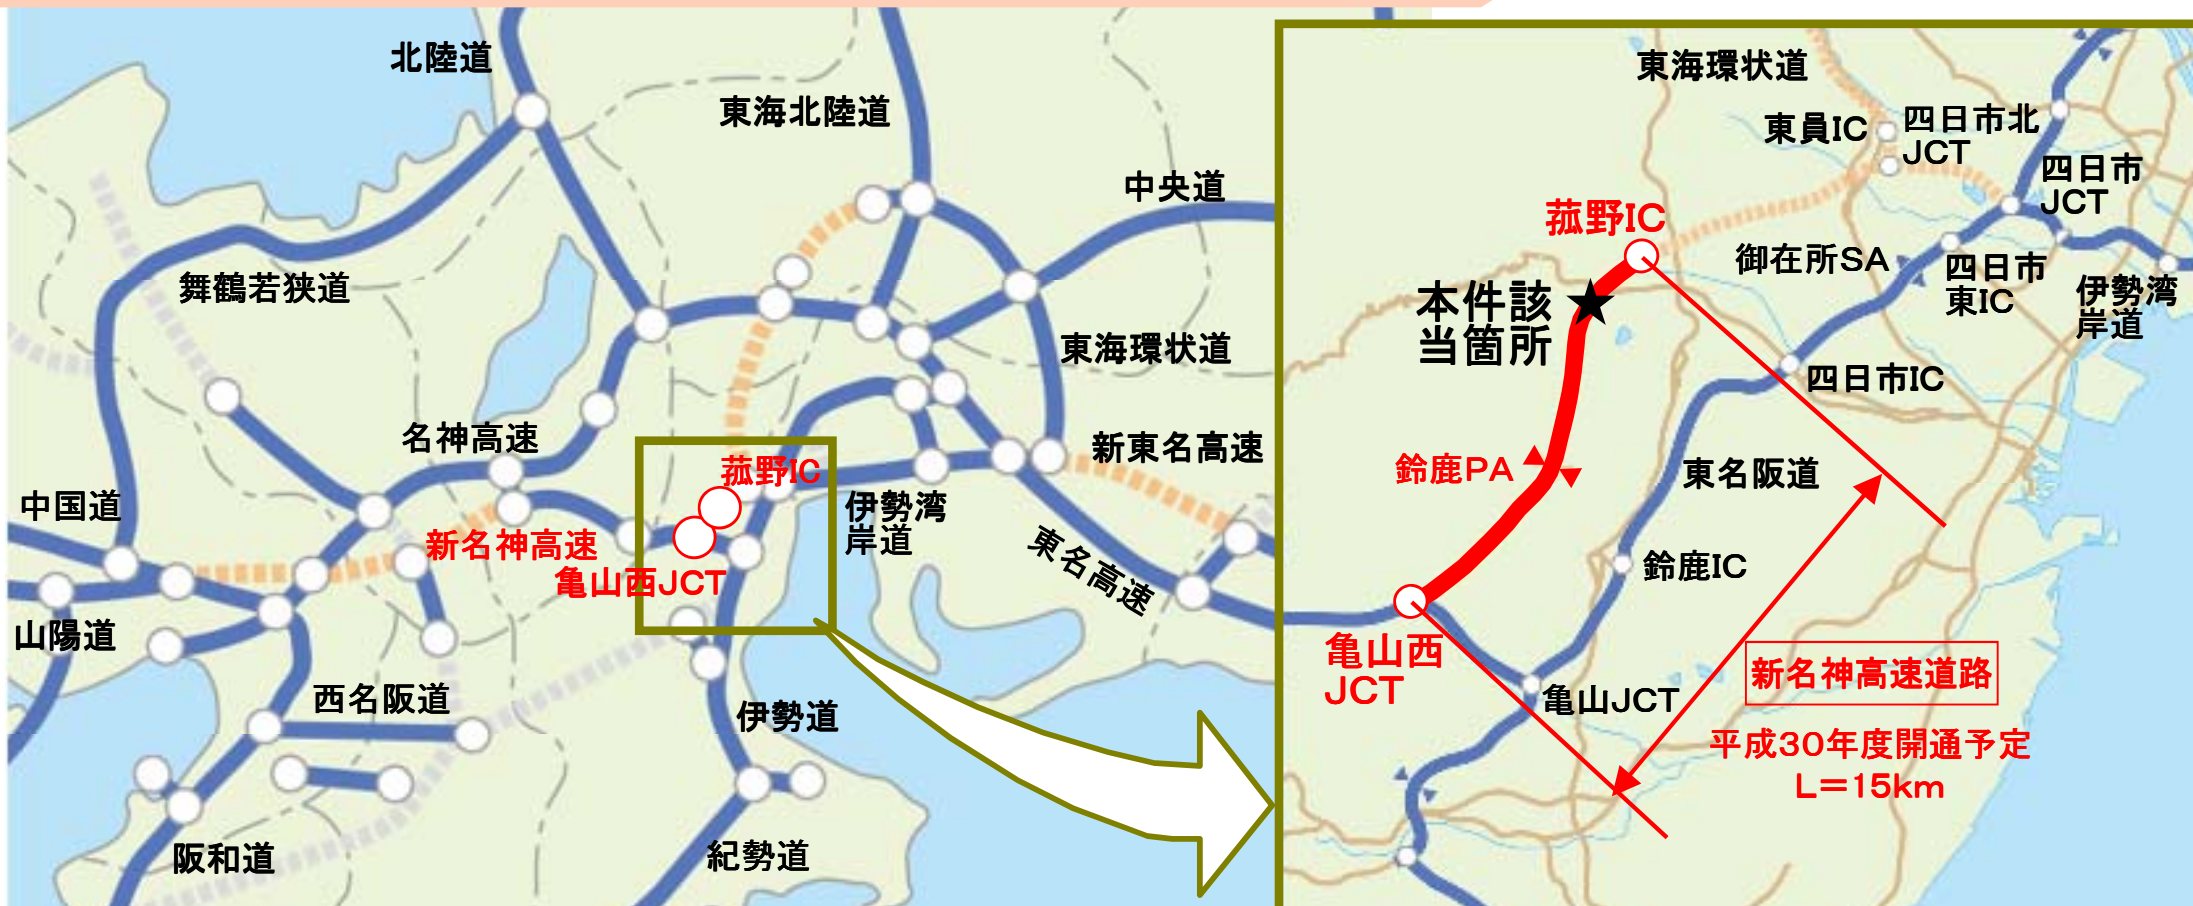 北陸道
東海北陸道
中央道
舞鶴若狭道
東海環状道
名神高速
新東名高速
菰野IC
中国道
伊勢湾
岸道
新名神高速
亀山西JCT
東名高速
山陽道
西名阪道
伊勢道
阪和道
紀勢道
東海環状道
東員IC
四日市北
JCT
四日市
JCT
菰野IC
御在所SA
四日市
東IC
伊勢湾
岸道
本件該
当箇所
四日市IC
鈴鹿PA
東名阪道
鈴鹿IC
亀山西
JCT
亀山JCT
新名神高速道路
平成30年度開通予定
L=15km